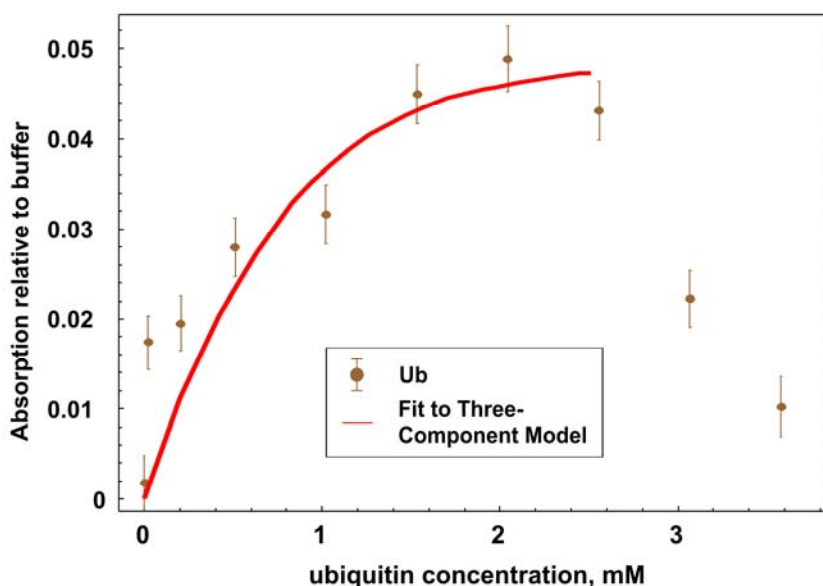 Absorption relative to buffer
0.05
0.04
0.03
0.02
0.01
0
0 1 2 3
ubiquitin concentration, mM
Ub
Fit to Three-
Component Model